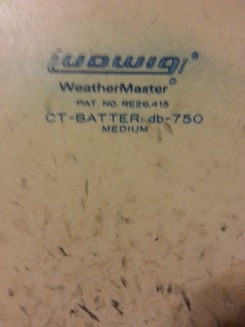 Ludwig®
WeatherMaster®
PAT. NO. RE26,415
CT-BATTER: db-750
MEDIUM